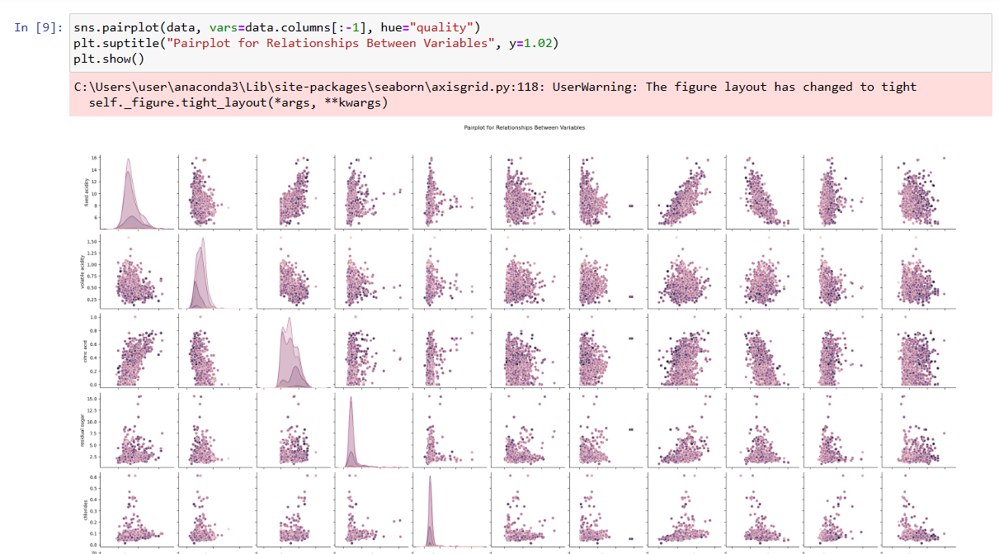 In [9]: sns.pairplot(data, vars=data.columns[:-1], hue="quality")
plt.suptitle("Pairplot for Relationships Between Variables", y=1.02)
plt.show()
C:\Users\user\anaconda3\Lib\site-packages\seaborn\axisgrid.py:118: UserWarning: The figure layout has changed to tight
  self._figure.tight_layout(*args, **kwargs)
Pairplot for Relationships Between Variables
16
14
12
10
8
6
fixed acidity
1.50
1.25
1.00
0.75
0.50
0.25
volatile acidity
1.0
0.8
0.6
0.4
0.2
0.0
citric acid
15.0
12.5
10.0
7.5
5.0
2.5
residual sugar
0.6
0.5
0.4
0.3
0.2
0.1
0.0
chlorides